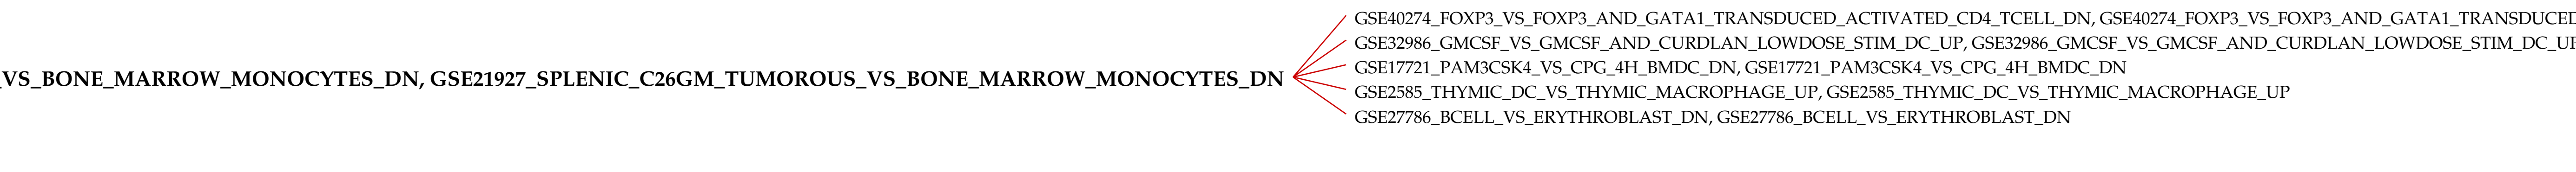 GSE40274_FOXP3_VS_FOXP3_AND_GATA1_TRANSDUCED_ACTIVATED_CD4_TCELL_DN, GSE40274_FOXP3_VS_FOXP3_AND_GATA1_TRANSDUCED
GSE32986_GMCSF_VS_GMCSF_AND_CURDLAN_LOWDOSE_STIM_DC_UP, GSE32986_GMCSF_VS_GMCSF_AND_CURDLAN_LOWDOSE_STIM_DC_UP
_VS_BONE_MARROW_MONOCYTES_DN, GSE21927_SPLENIC_C26GM_TUMOROUS_VS_BONE_MARROW_MONOCYTES_DN
GSE17721_PAM3CSK4_VS_CPG_4H_BMDC_DN, GSE17721_PAM3CSK4_VS_CPG_4H_BMDC_DN
GSE2585_THYMIC_DC_VS_THYMIC_MACROPHAGE_UP, GSE2585_THYMIC_DC_VS_THYMIC_MACROPHAGE_UP
GSE27786_BCELL_VS_ERYTHROBLAST_DN, GSE27786_BCELL_VS_ERYTHROBLAST_DN